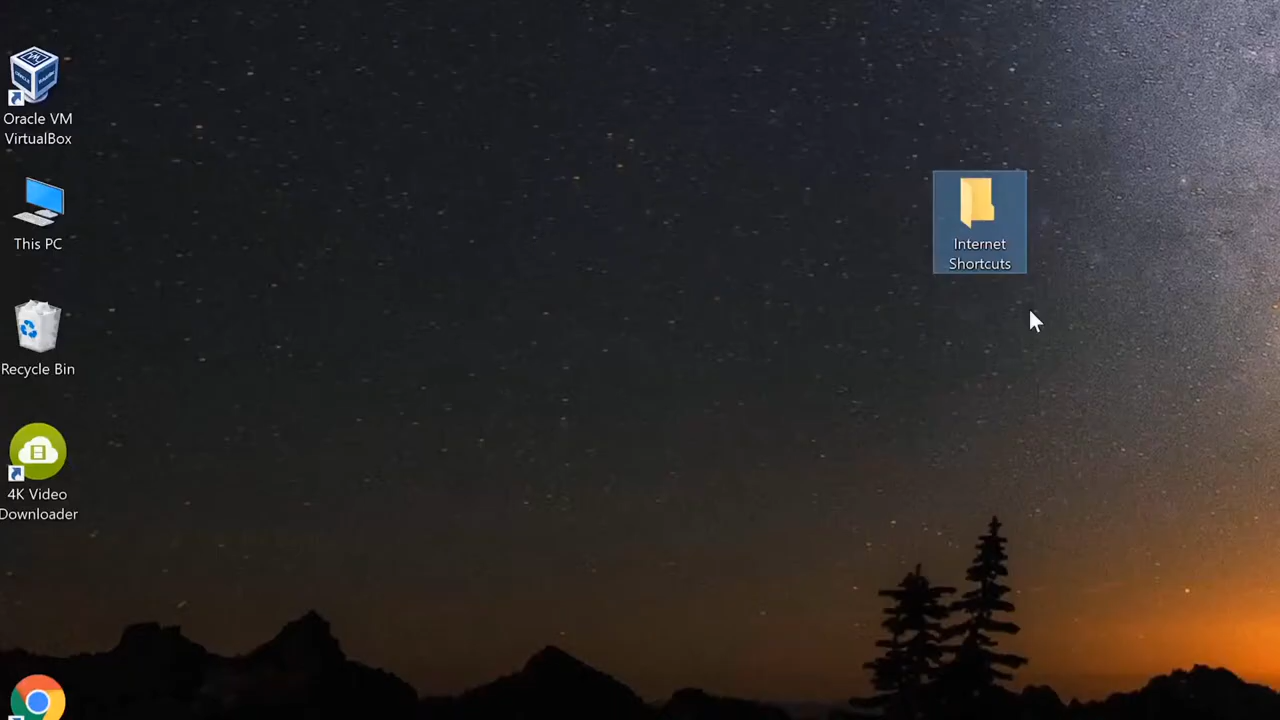 Oracle VM
VirtualBox
This PC
Recycle Bin
4K Video
Downloader
Internet
Shortcuts